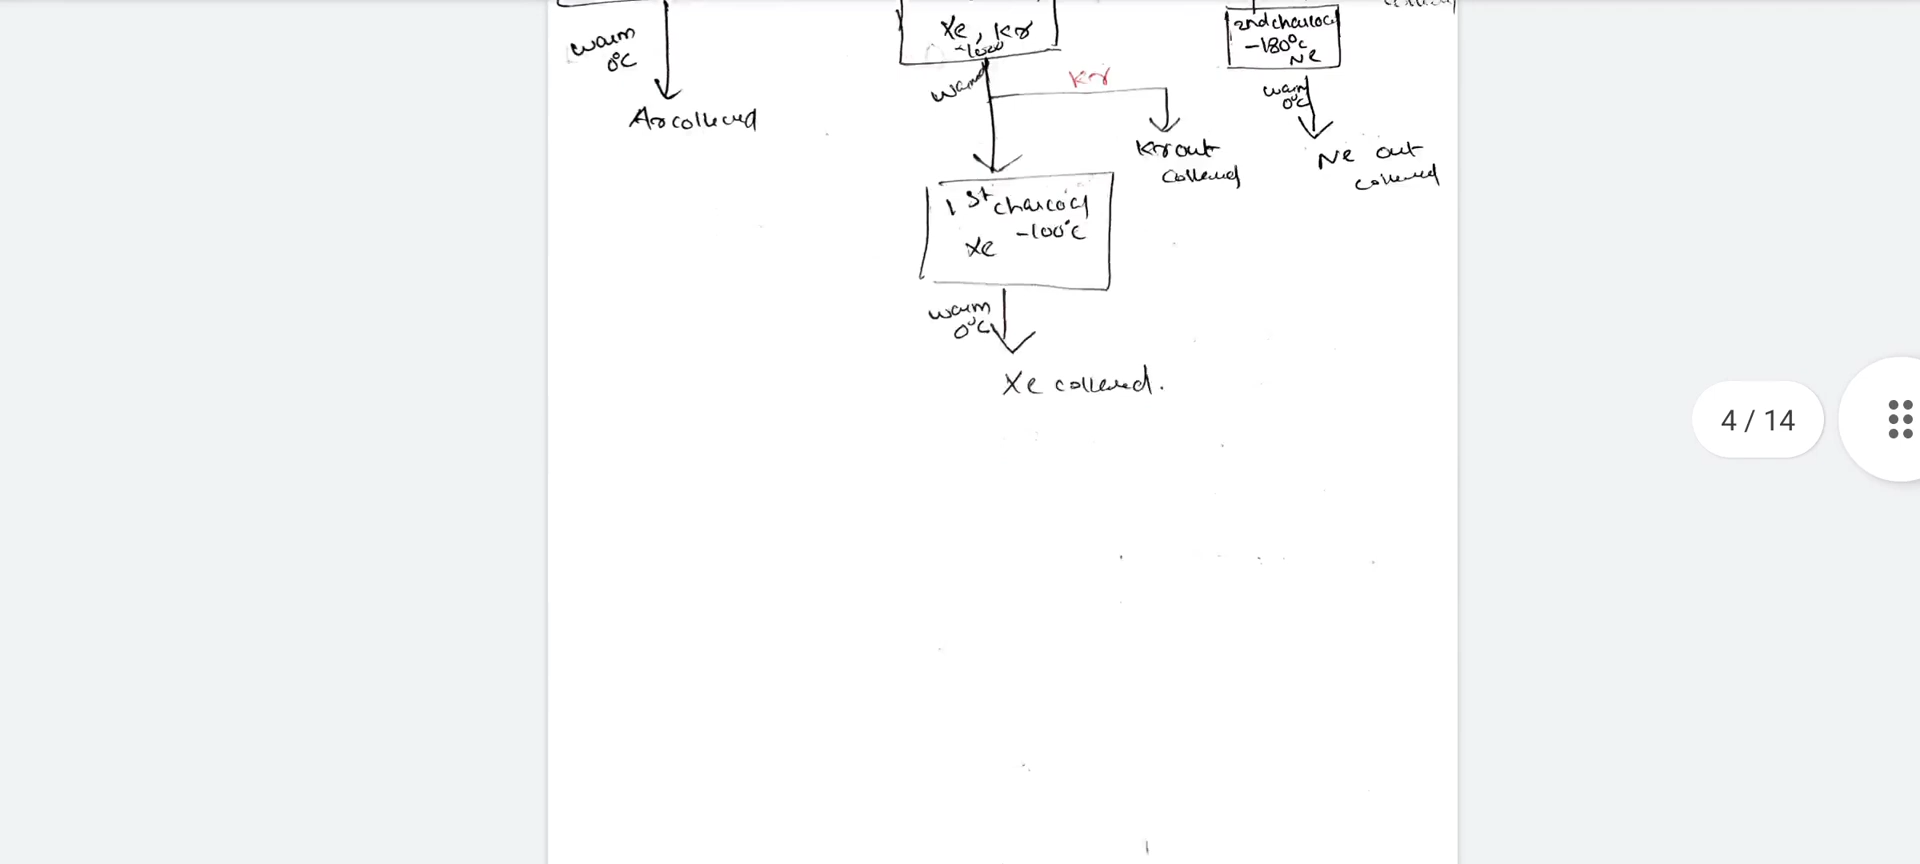 warm
0°C
Ar collected
Xe, Kr
warm
Kr
Kr out
collected
2nd charcoal
-180°C
Ne
warm
0°C
Ne out
collected
1st charcoal
-100°C
Xe
warm
0°C
Xe collected.
4 / 14